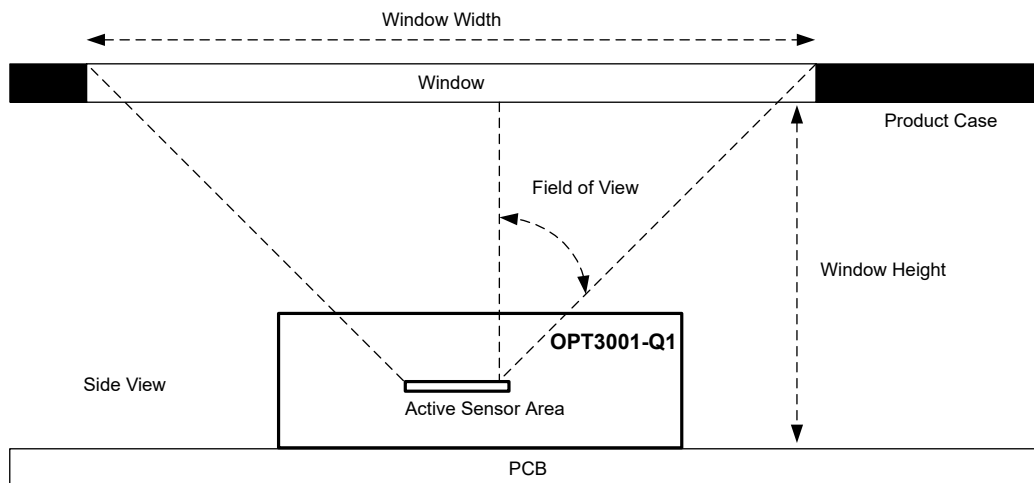 Window Width
Window
Product Case
Field of View
Window Height
OPT3001-Q1
Side View
Active Sensor Area
PCB